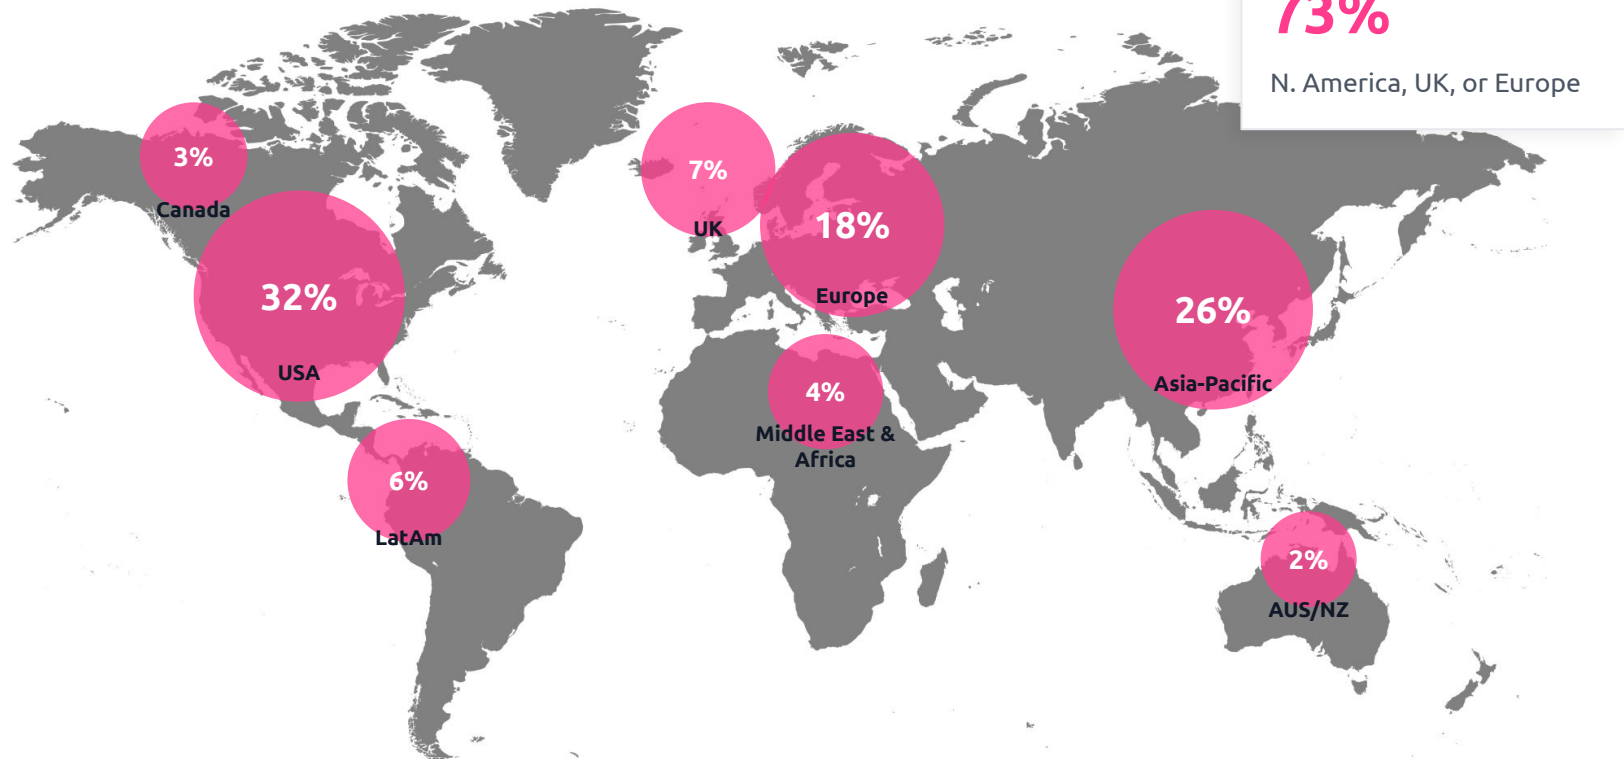 73%
N. America, UK, or Europe
3%
Canada
7%
UK
18%
Europe
32%
USA
26%
Asia-Pacific
4%
Middle East &
Africa
6%
LatAm
2%
AUS/NZ